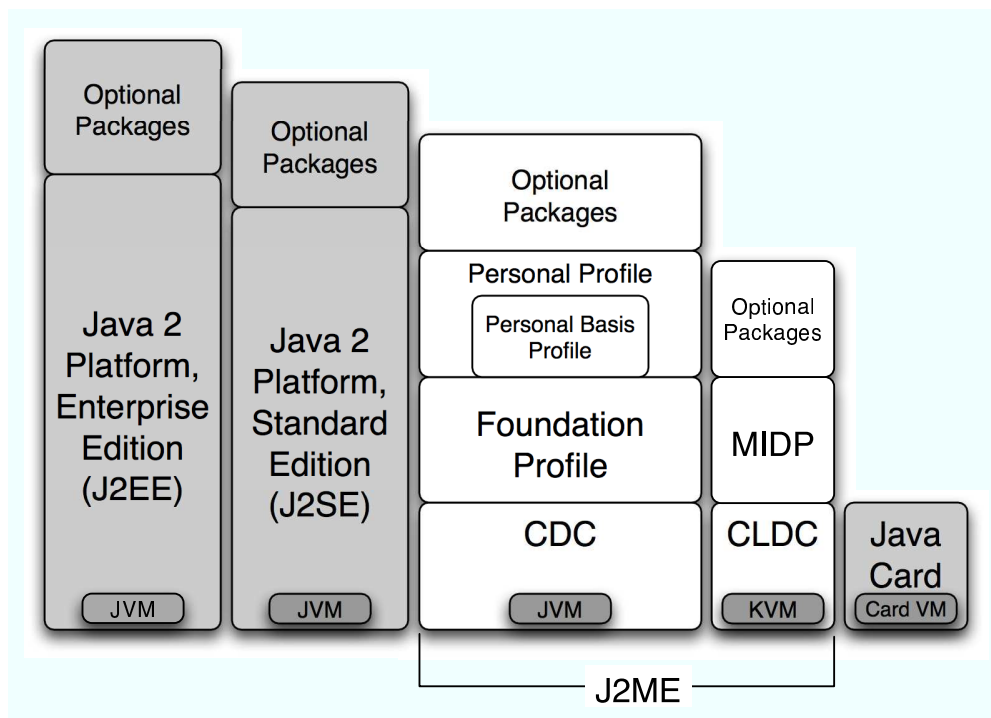 Optional
Packages
Java 2
Platform,
Enterprise
Edition
(J2EE)
JVM
Optional
Packages
Java 2
Platform,
Standard
Edition
(J2SE)
JVM
Optional
Packages
Personal Profile
Personal Basis
Profile
Foundation
Profile
CDC
JVM
Optional
Packages
MIDP
CLDC
KVM
Java
Card
Card VM
J2ME